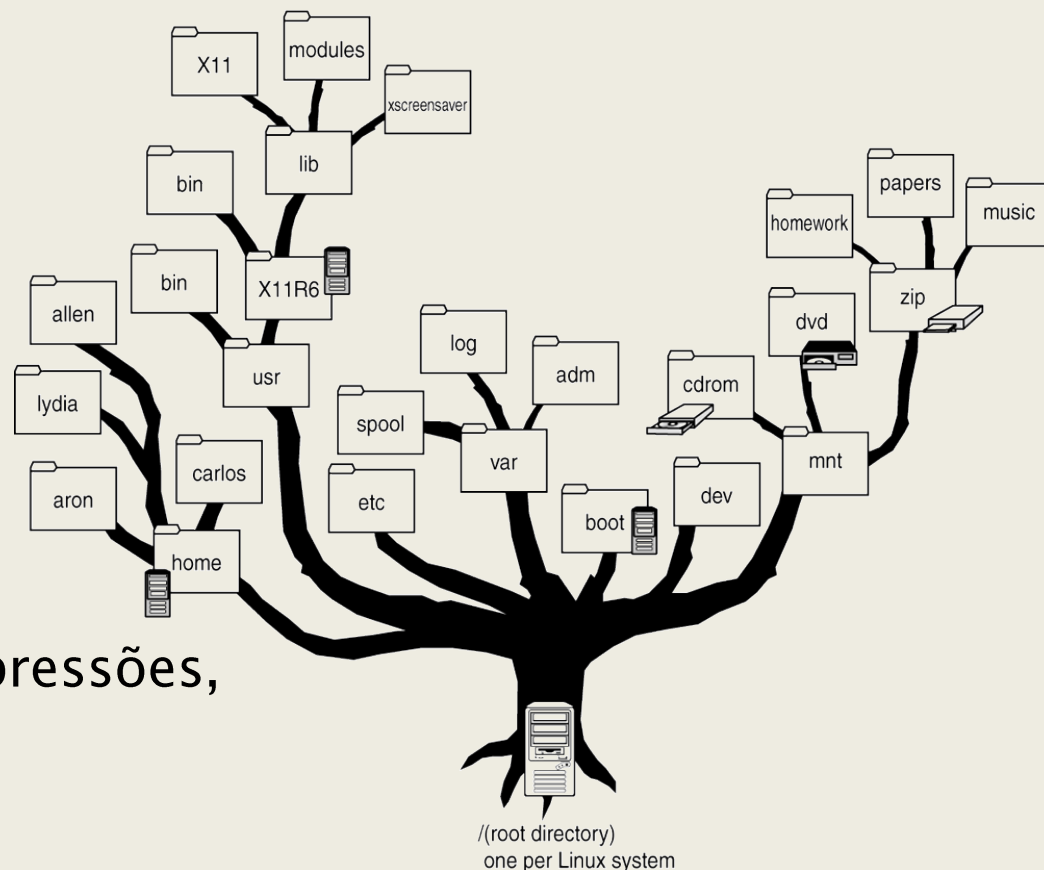 modules
X11
xscreensaver
lib
bin
papers
homework
music
bin
X11R6
zip
allen
dvd
log
usr
adm
cdrom
lydia
spool
var
mnt
carlos
aron
etc
dev
boot
home
pressões,
/(root directory)
one per Linux system